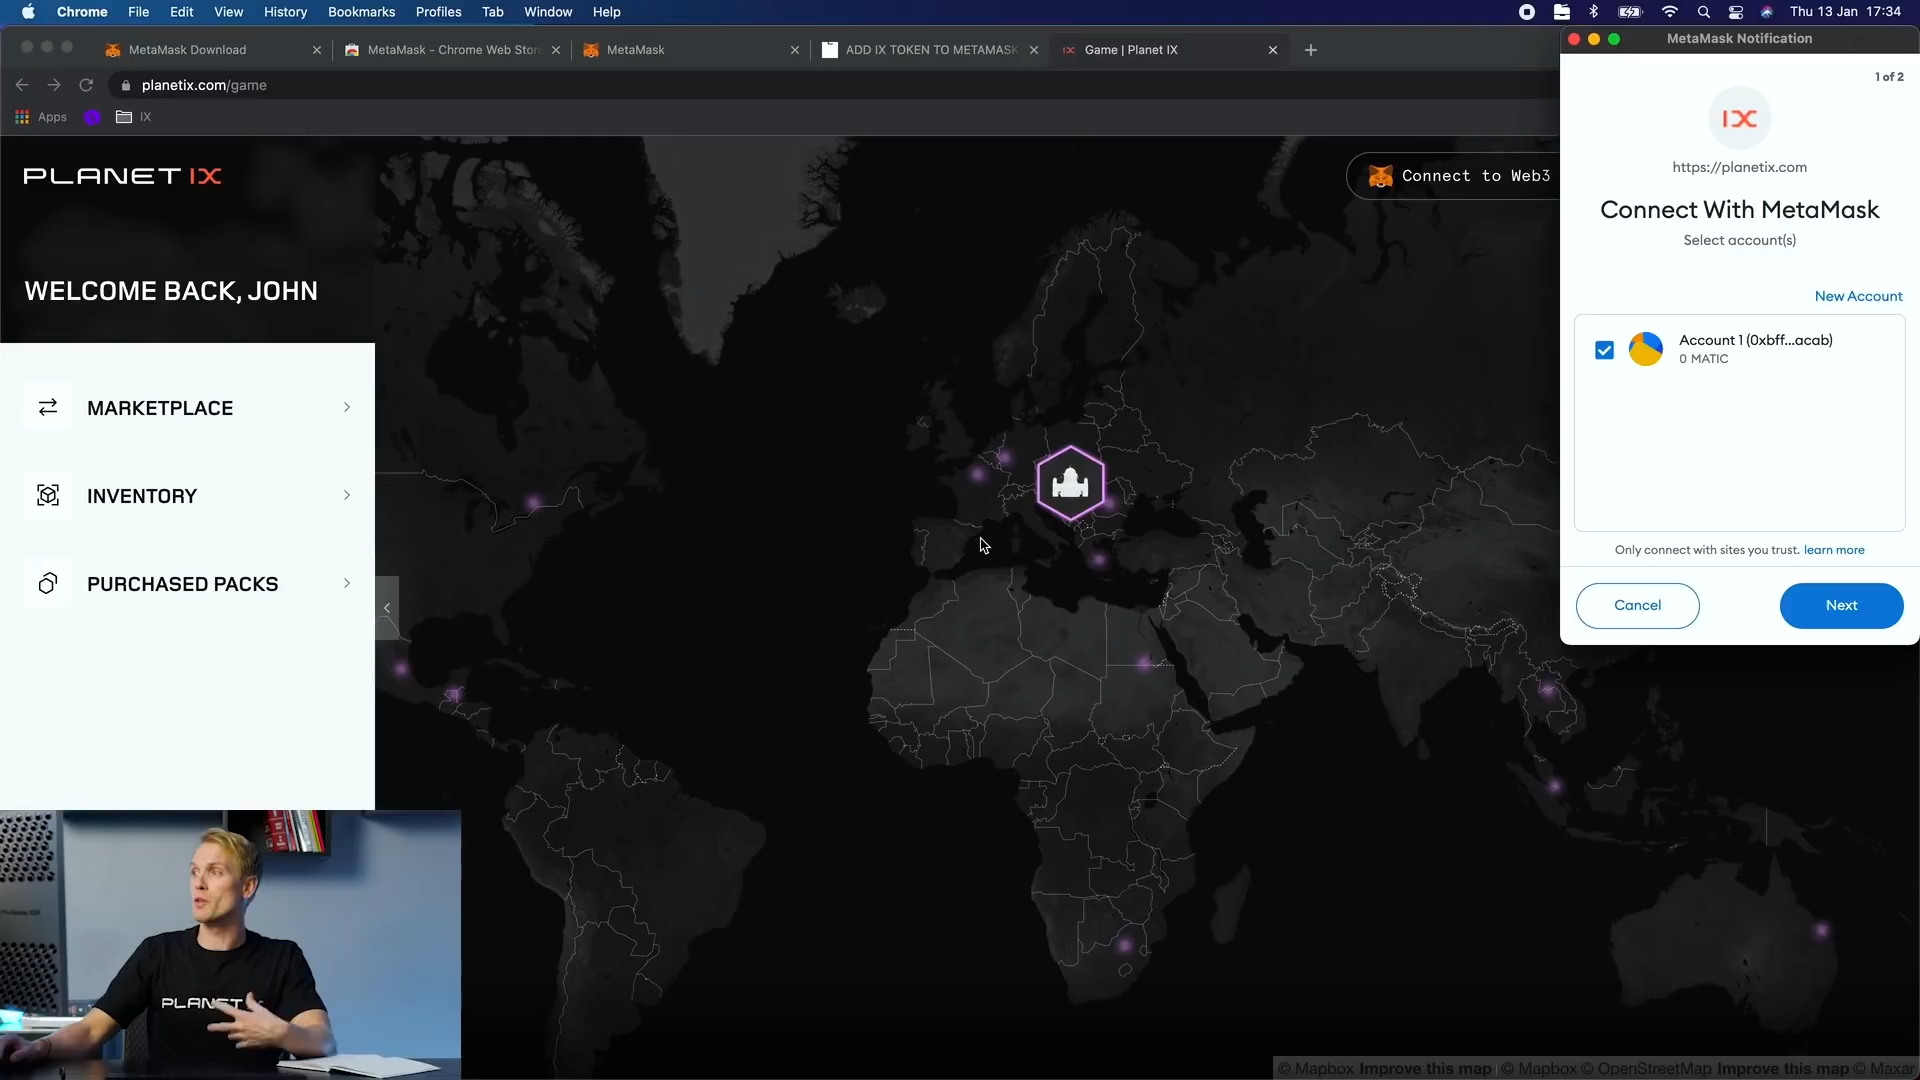 Chrome File Edit View History Bookmarks Profiles Tab Window Help
Thu 13 Jan 17:34
MetaMask Download
MetaMask - Chrome Web Stor
MetaMask
ADD IX TOKEN TO METAMASK
Game | Planet IX
planetix.com/game
Apps
IX
PLANET IX
WELCOME BACK, JOHN
MARKETPLACE
INVENTORY
PURCHASED PACKS
Connect to Web3
MetaMask Notification
1 of 2
IX
https://planetix.com
Connect With MetaMask
Select account(s)
New Account
Account 1 (0xbff...acab)
0 MATIC
Only connect with sites you trust. learn more
Cancel
Next
PLANET
© Mapbox Improve this map | © Mapbox © OpenStreetMap Improve this map © Maxar